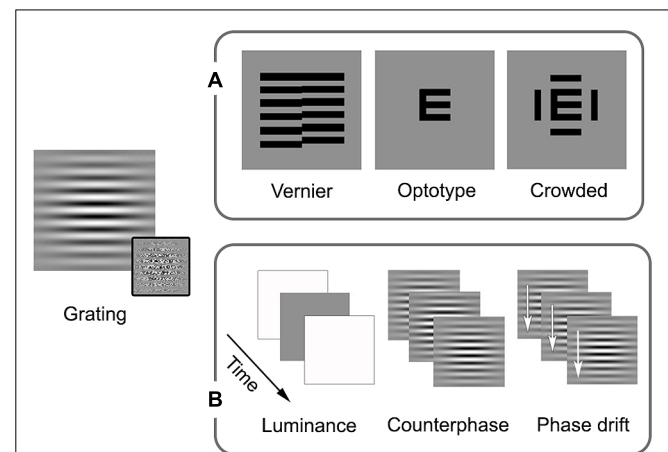 A
Vernier
Optotype
Crowded
Grating
B
Time
Luminance
Counterphase
Phase drift